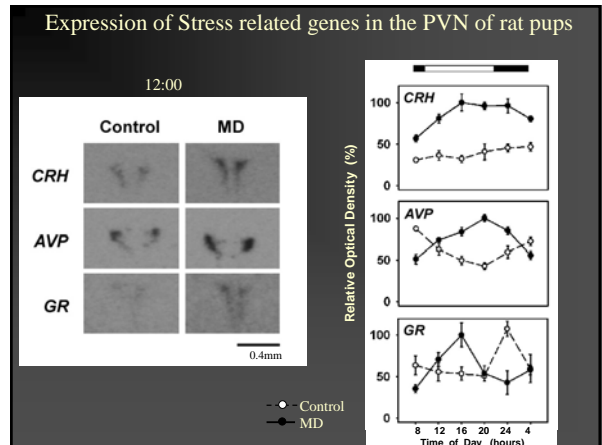 Expression of Stress related genes in the PVN of rat pups
12:00
Control MD
CRH
AVP
GR
0.4mm
Control
MD
Relative Optical Density (%)
CRH
100
50
0
AVP
100
50
0
GR
100
50
0
8 12 16 20 24 4
Time of Day (hours)